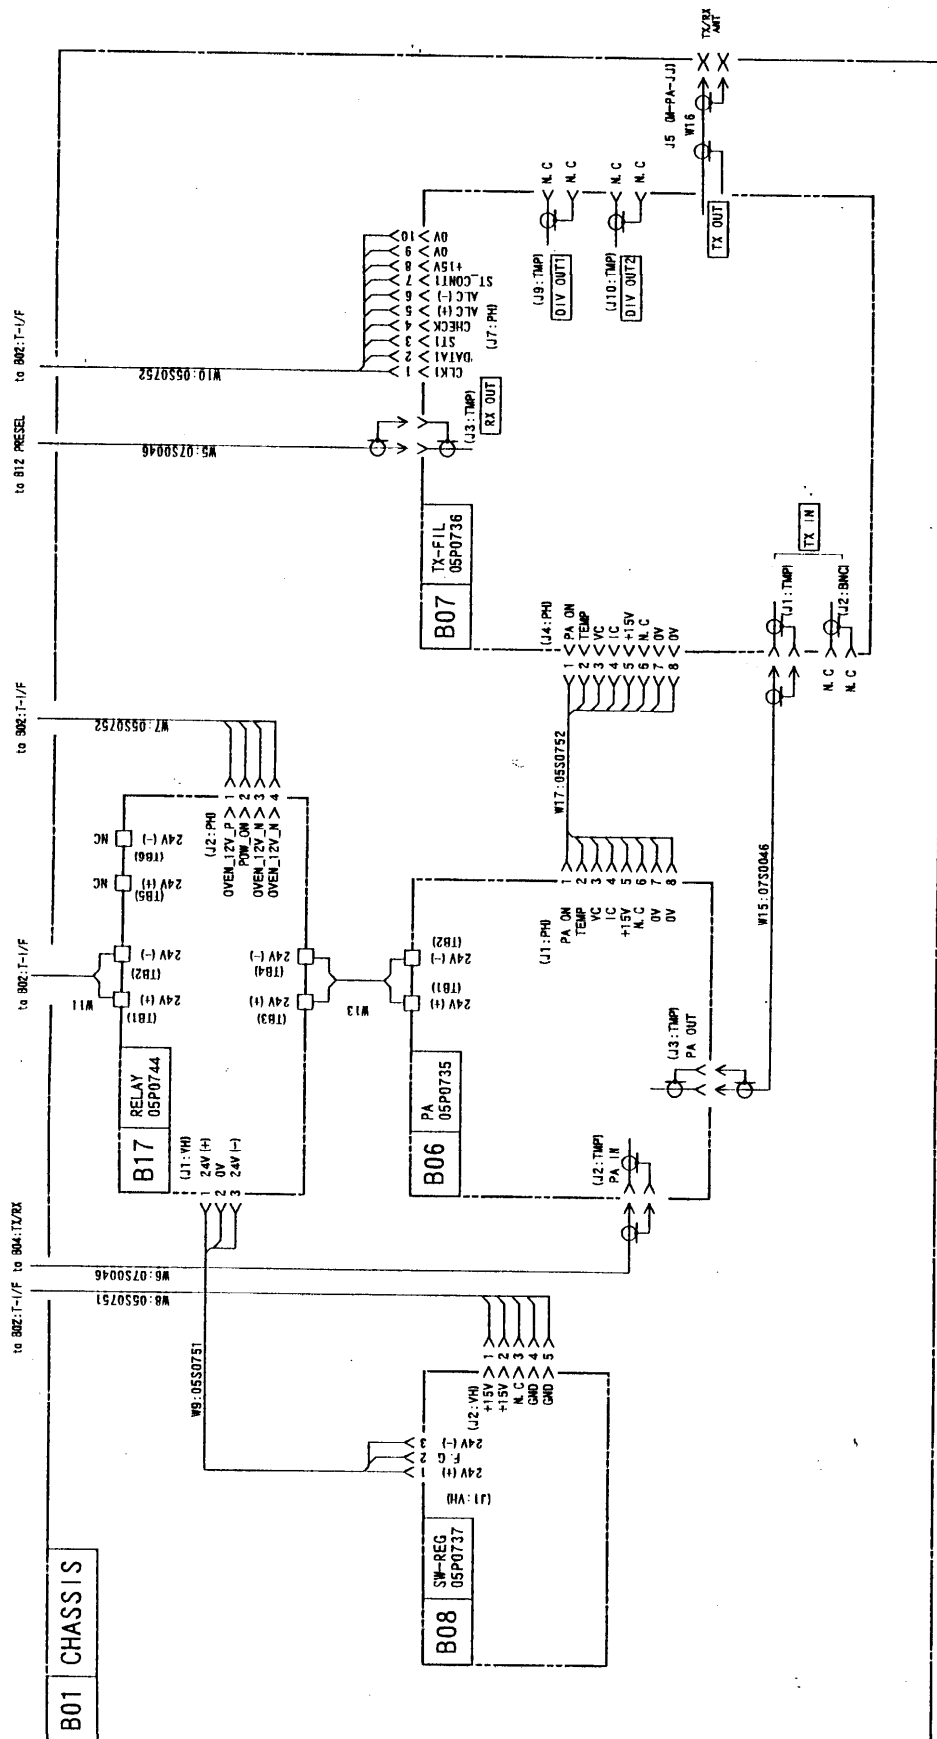 B01 CHASSIS
to B02:T-I/F
to B04:TX/RX
to B02:T-I/F
to B02:T-I/F
to B12 PRESEL
to B02:T-I/F
W8:05S0751
W6:07S0046
W11
W7:05S0752
W5:07S0046
W10:05S0752
W9:05S0751
B08
SW-REG
05P0737
(J1:VH)
1 24V(+)
2 F.G
3 24V(-)
(J2:VH)
+15V 1
+15V 2
N.C 3
GND 4
GND 5
B17
RELAY
05P0744
(J1:VH)
1 24V(+)
2 0V
3 24V(-)
(TB1)
24V(+)
(TB2)
24V(-)
NC
(TB5)
24V(+)
NC
(TB6)
24V(-)
(TB3)
24V(+)
(TB4)
24V(-)
(J2:PH)
OVEN_12V_P 1
POW_ON 2
OVEN_12V_N 3
OVEN_12V_N 4
W13
B06
PA
05P0735
(TB1)
24V(+)
(TB2)
24V(-)
(J2:TMP)
PA IN
(J3:TMP)
PA OUT
(J1:PH)
PA ON 1
TEMP 2
VC 3
IC 4
+15V 5
N.C 6
0V 7
0V 8
W17:05S0752
W15:07S0046
B07
TX-FIL
05P0736
(J4:PH)
1 PA ON
2 TEMP
3 VC
4 IC
5 +15V
6 N.C
7 0V
8 0V
(J3:TMP)
RX OUT
(J7:PH)
1 CLK1
2 DATA1
3 ST1
4 CHECK
5 ALC(+)
6 ALC(-)
7 ST_CONT1
8 +15V
9 0V
10 0V
(J1:TMP)
TX IN
(J2:BNC)
N.C
N.C
(J9:TMP)
DIV OUT1
N.C
N.C
(J10:TMP)
DIV OUT2
N.C
N.C
TX OUT
W16
J5 (M-PA-JJ)
TX/RX
ANT